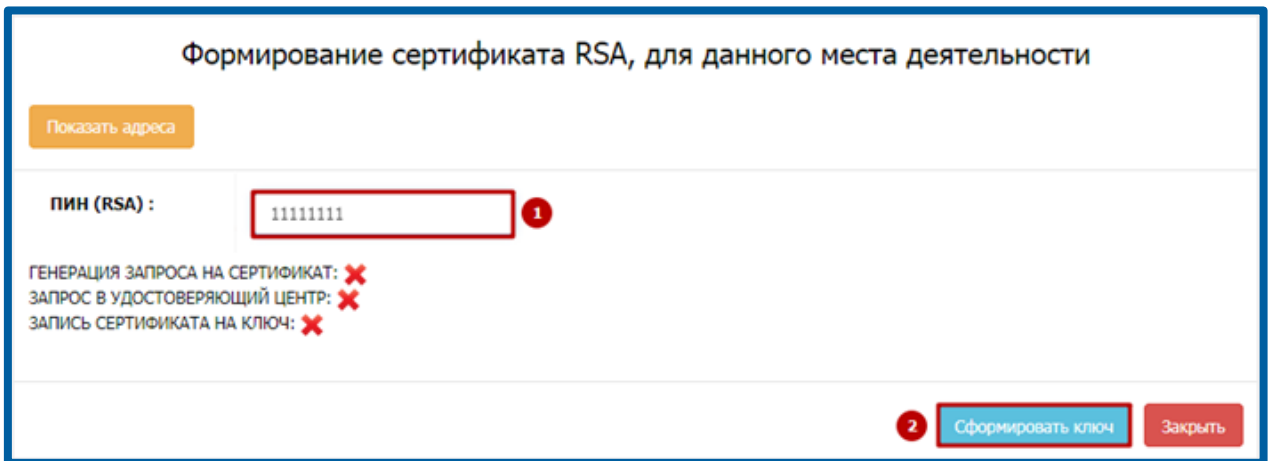 Формирование сертификата RSA, для данного места деятельности
Показать адреса
ПИН (RSA) :
11111111
1
ГЕНЕРАЦИЯ ЗАПРОСА НА СЕРТИФИКАТ:
ЗАПРОС В УДОСТОВЕРЯЮЩИЙ ЦЕНТР:
ЗАПИСЬ СЕРТИФИКАТА НА КЛЮЧ:
2
Сформировать ключ
Закрыть